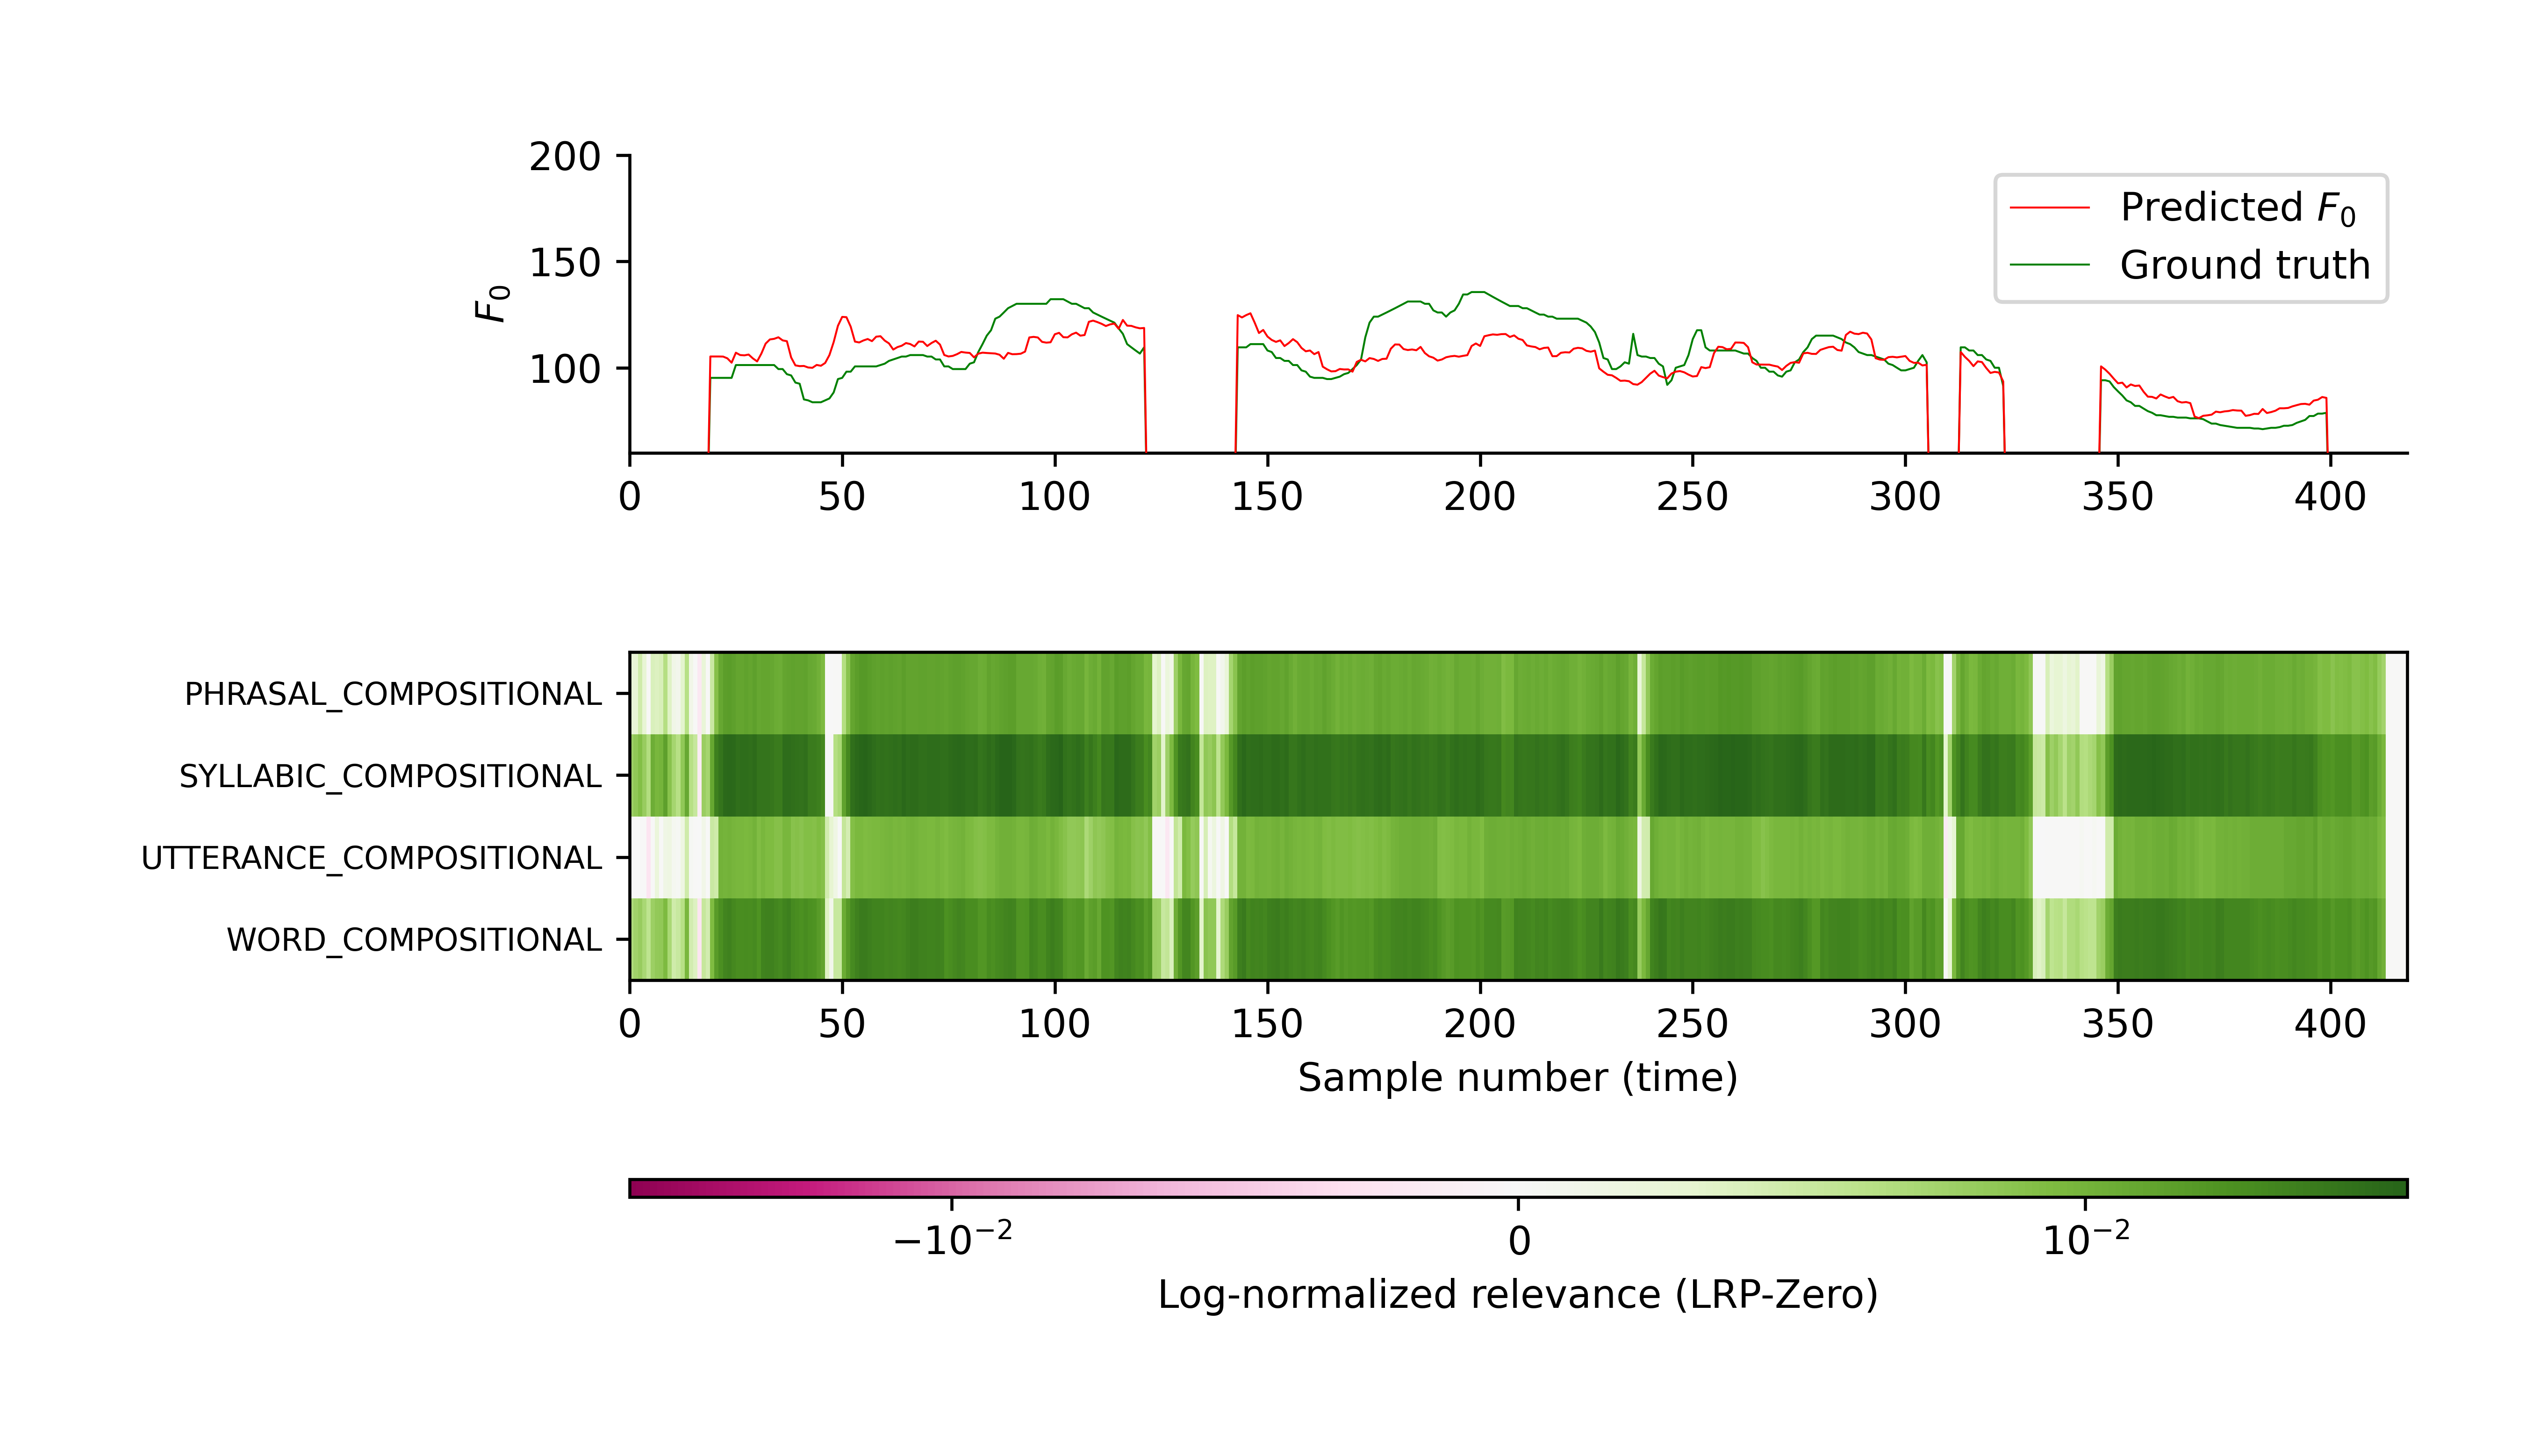 200
150
100
F₀
Predicted F₀
Ground truth
0 50 100 150 200 250 300 350 400
PHRASAL_COMPOSITIONAL
SYLLABIC_COMPOSITIONAL
UTTERANCE_COMPOSITIONAL
WORD_COMPOSITIONAL
0 50 100 150 200 250 300 350 400
Sample number (time)
−10⁻² 0 10⁻²
Log-normalized relevance (LRP-Zero)